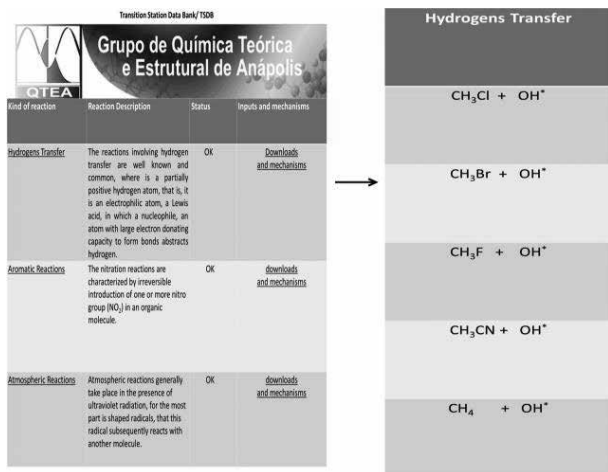 Transition Station Data Bank/ TSDB
Grupo de Química Teórica
e Estrutural de Anápolis
QTEA
Kind of reaction Reaction Description Status Inputs and mechanisms
Hydrogens Transfer The reactions involving hydrogen OK Downloads
transfer are well known and and mechanisms
common, where is a partially
positive hydrogen atom, that is, it
is an electrophilic atom, a Lewis
acid, in which a nucleophile, an
atom with large electron donating
capacity to form bonds abstracts
hydrogen.
Aromatic Reactions The nitration reactions are OK downloads
characterized by irreversible and mechanisms
introduction of one or more nitro
group (NO₂) in an organic
molecule.
Atmospheric Reactions Atmospheric reactions generally OK downloads
take place in the presence of and mechanisms
ultraviolet radiation, for the most
part is shaped radicals, that this
radical subsequently reacts with
another molecule.
Hydrogens Transfer
CH₃Cl + OH*
CH₃Br + OH*
CH₃F + OH*
CH₃CN + OH*
CH₄ + OH*